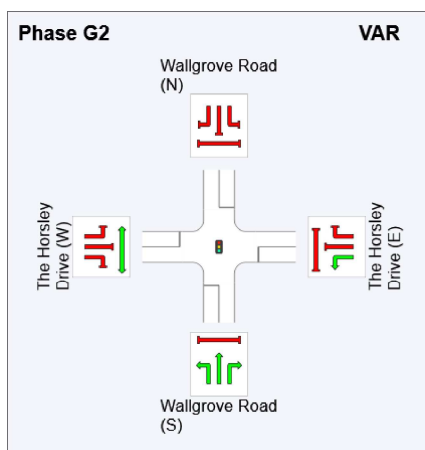 Phase G2
VAR
Wallgrove Road
(N)
The Horsley
Drive (W)
The Horsley
Drive (E)
Wallgrove Road
(S)